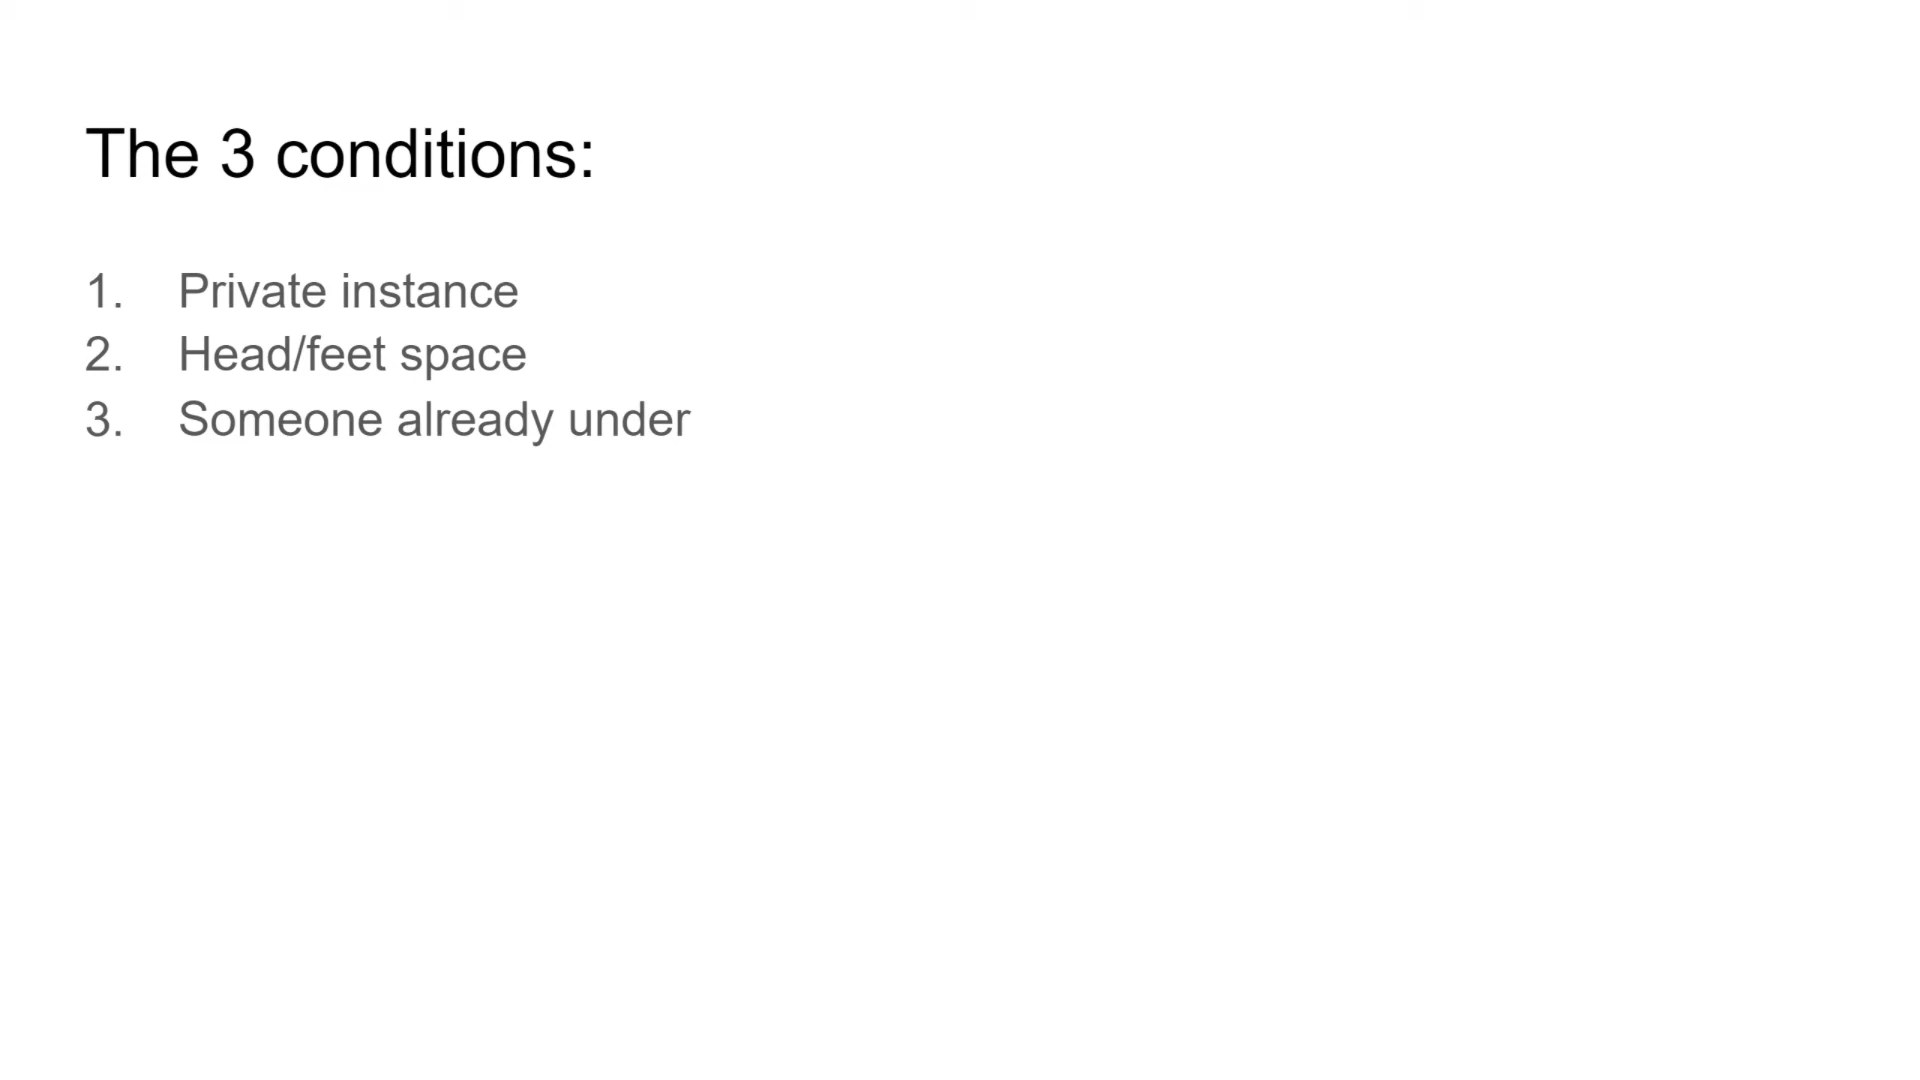 The 3 conditions:
1. Private instance
2. Head/feet space
3. Someone already under